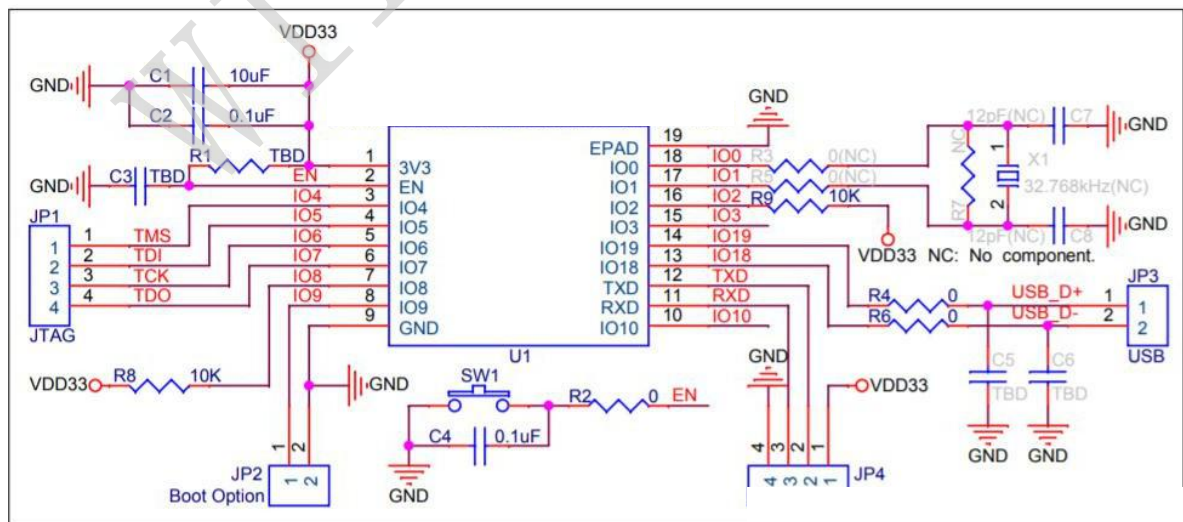 VDD33
GND
C1
10uF
C2
0.1uF
R1
TBD
GND
C3
TBD
EN
IO4
IO5
IO6
IO7
IO8
IO9
JP1
1
2
3
4
1
2
3
4
TMS
TDI
TCK
TDO
JTAG
1
2
3
4
5
6
7
8
9
3V3
EN
IO4
IO5
IO6
IO7
IO8
IO9
GND
EPAD
IO0
IO1
IO2
IO3
IO19
IO18
TXD
RXD
IO10
U1
19
18
17
16
15
14
13
12
11
10
GND
IO0
IO1
IO2
IO3
IO19
IO18
TXD
RXD
IO10
R3
0(NC)
R5
0(NC)
R9
10K
VDD33
NC: No component.
12pF(NC)
C7
GND
NC
R7
1
2
X1
32.768kHz(NC)
12pF(NC)
C8
GND
R4
0
R6
0
USB_D+
USB_D-
JP3
1
2
1
2
USB
C5
TBD
C6
TBD
GND
GND
VDD33
R8
10K
GND
1
2
1
2
JP2
Boot Option
SW1
C4
0.1uF
GND
R2
0
EN
GND
VDD33
4
3
2
1
4
3
2
1
JP4